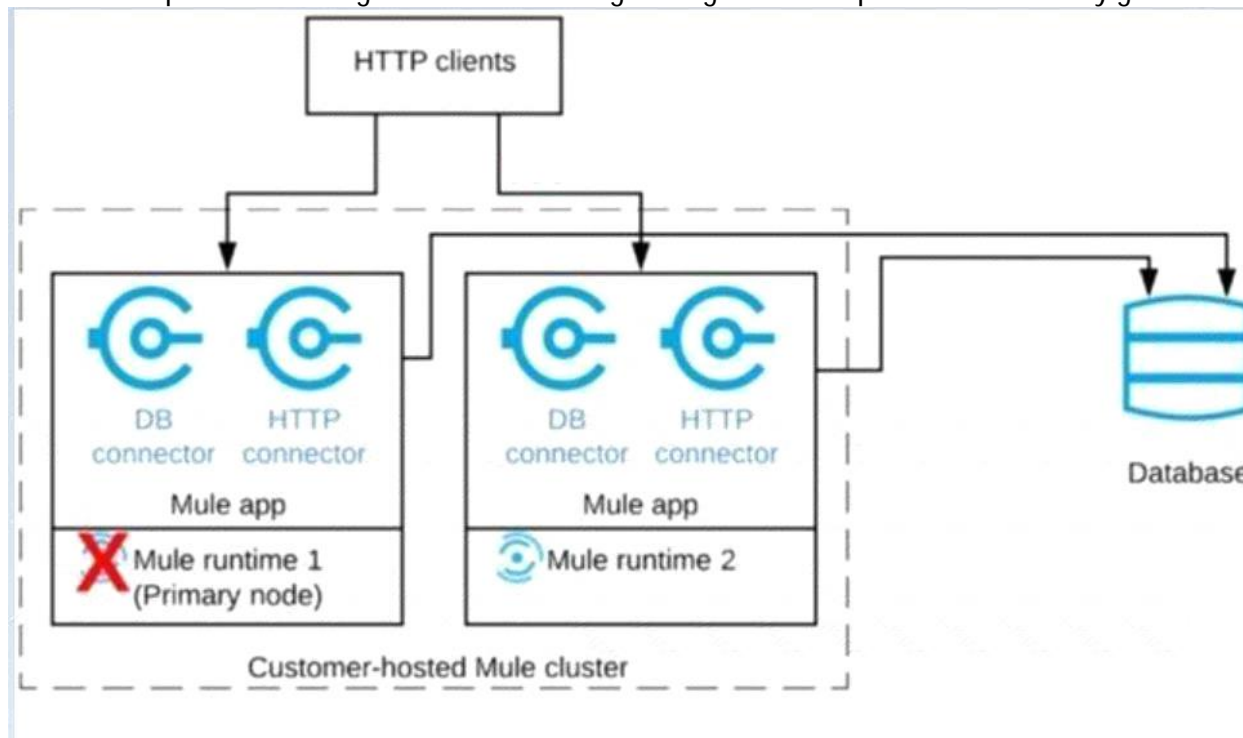 HTTP clients
DB connector
HTTP connector
DB connector
HTTP connector
Mule app
Mule app
Mule runtime 1
(Primary node)
Mule runtime 2
Database
Customer-hosted Mule cluster